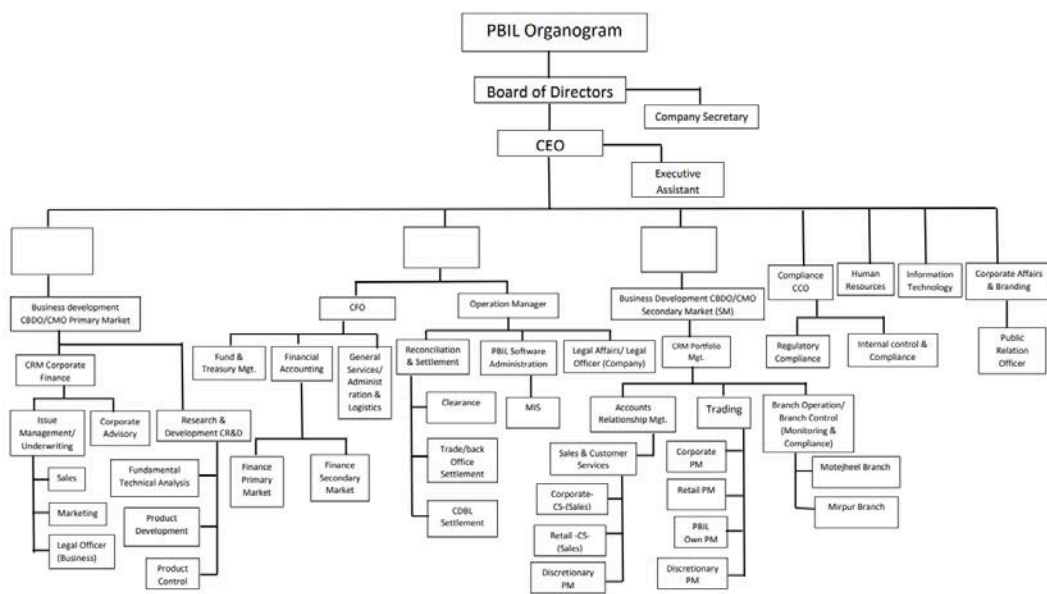 PBIL Organogram
Board of Directors
Company Secretary
CEO
Executive
Assistant
Business development
CBDO/CMO Primary Market
CFO
Operation Manager
Business Development CBDO/CMO
Secondary Market (SM)
Compliance
CCO
Human
Resources
Information
Technology
Corporate Affairs
& Branding
CRM Corporate
Finance
Fund &
Treasury Mgt.
Financial
Accounting
General
Services/
Administ
ration &
Logistics
Reconciliation
& Settlement
PBIL Software
Administration
Legal Affairs/ Legal
Officer (Company)
CRM Portfolio
Mgt.
Regulatory
Compliance
Internal control &
Compliance
Public
Relation
Officer
Issue
Management/
Underwriting
Corporate
Advisory
Research &
Development CR&D
Clearance
MIS
Accounts
Relationship Mgt.
Trading
Branch Operation/
Branch Control
(Monitoring &
Compliance)
Sales
Marketing
Legal Officer
(Business)
Fundamental
Technical Analysis
Product
Development
Product
Control
Finance
Primary
Market
Finance
Secondary
Market
Trade/back
Office
Settlement
CDBL
Settlement
Sales & Customer
Services
Corporate-
CS-(Sales)
Retail -CS-
(Sales)
Discretionary
PM
Corporate
PM
Retail PM
PBIL
Own PM
Discretionary
PM
Motejheel Branch
Mirpur Branch